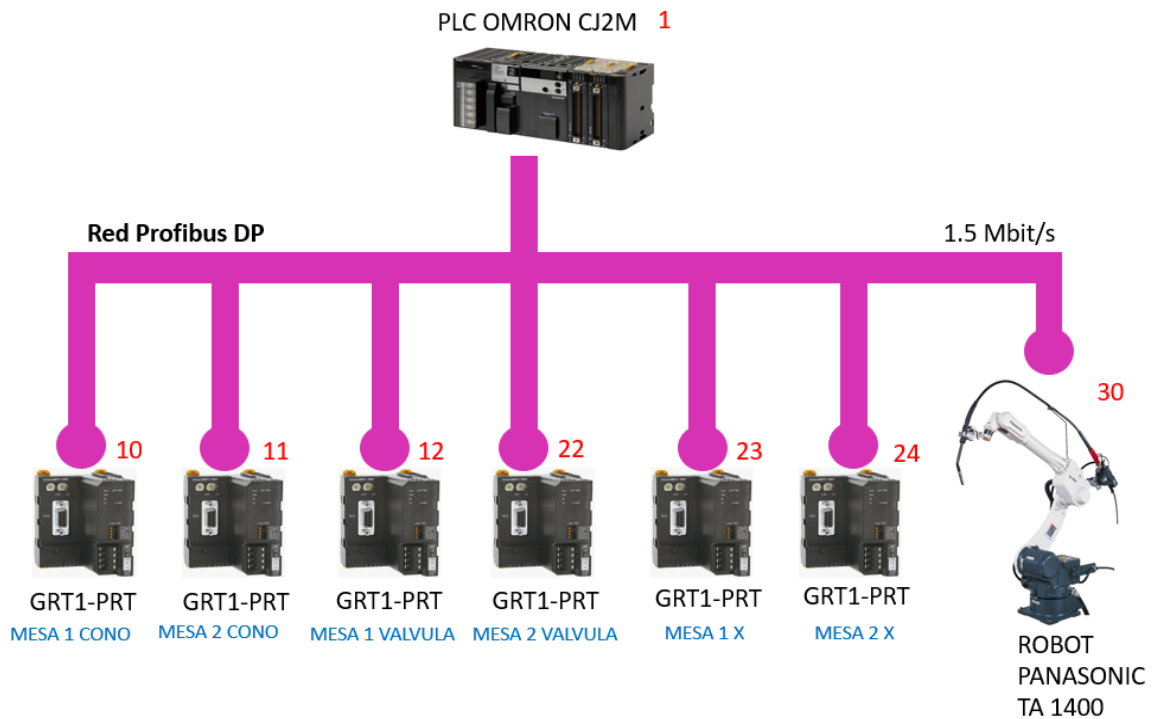 PLC OMRON CJ2M 1
Red Profibus DP
1.5 Mbit/s
10
11
12
22
23
24
30
GRT1-PRT
MESA 1 CONO
GRT1-PRT
MESA 2 CONO
GRT1-PRT
MESA 1 VALVULA
GRT1-PRT
MESA 2 VALVULA
GRT1-PRT
MESA 1 X
GRT1-PRT
MESA 2 X
ROBOT
PANASONIC
TA 1400